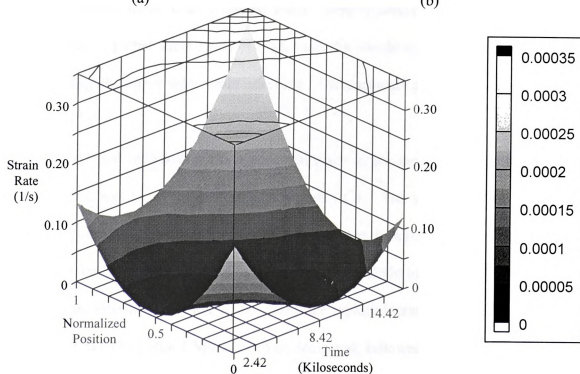 (a) (b)
0.30 0.30
0.20 0.20
Strain
Rate
(1/s)
0.10 0.10
0 0
1
Normalized
Position
0.5
0
2.42
8.42
14.42
Time
(Kiloseconds)
0.00035
0.0003
0.00025
0.0002
0.00015
0.0001
0.00005
0